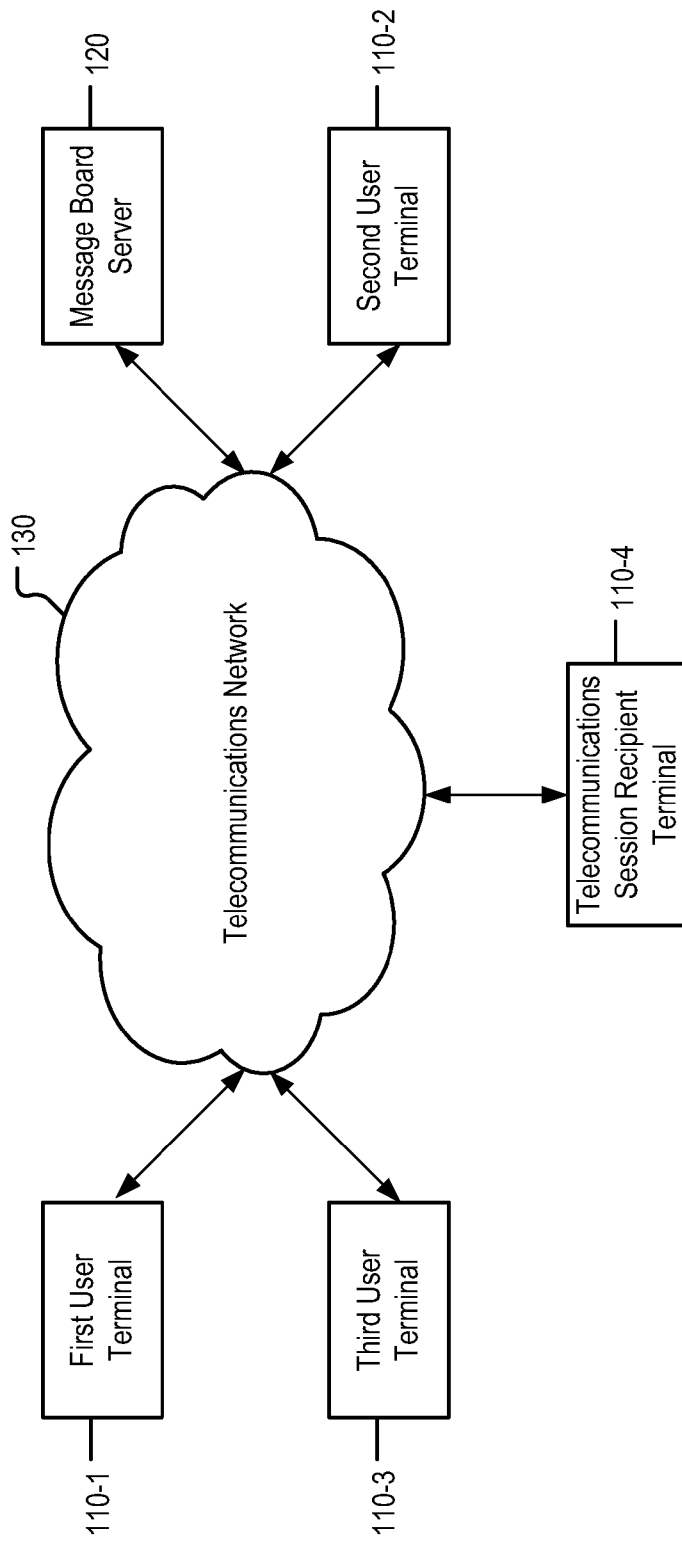 130
110-1
First User
Terminal
Message Board
Server
120
Telecommunications Network
110-3
Third User
Terminal
Second User
Terminal
110-2
Telecommunications
Session Recipient
Terminal
110-4